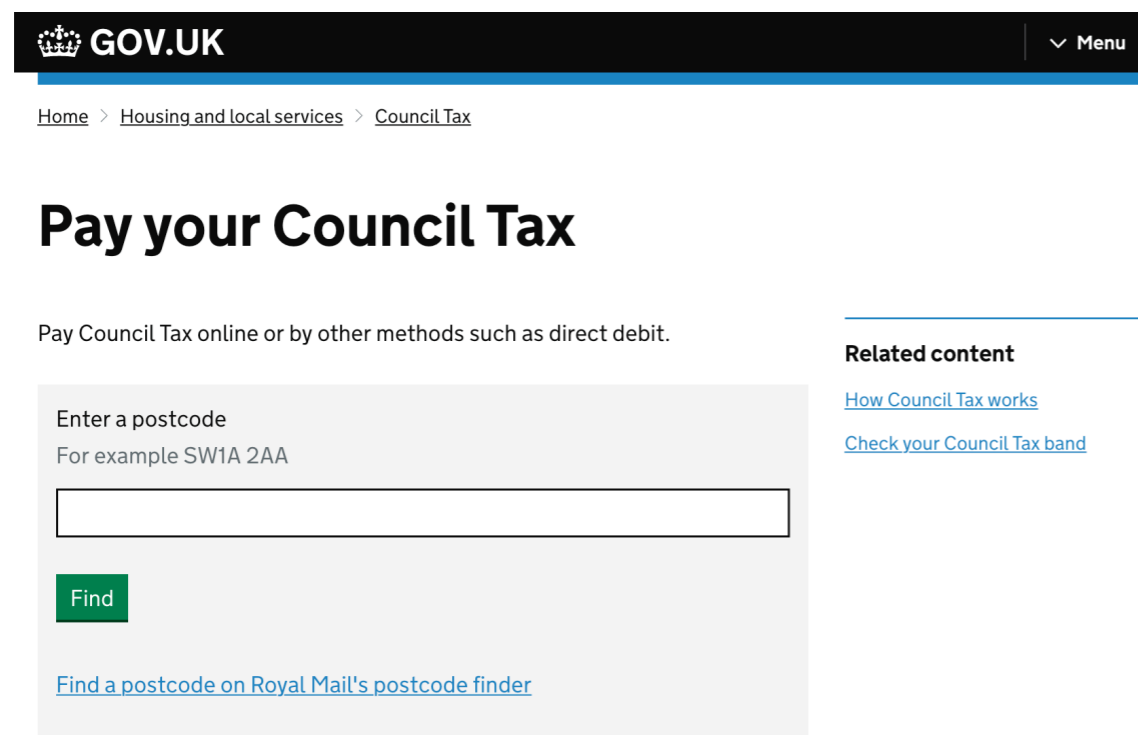 GOV.UK
Menu
Home > Housing and local services > Council Tax
Pay your Council Tax
Pay Council Tax online or by other methods such as direct debit.
Enter a postcode
For example SW1A 2AA
Find
Find a postcode on Royal Mail's postcode finder
Related content
How Council Tax works
Check your Council Tax band